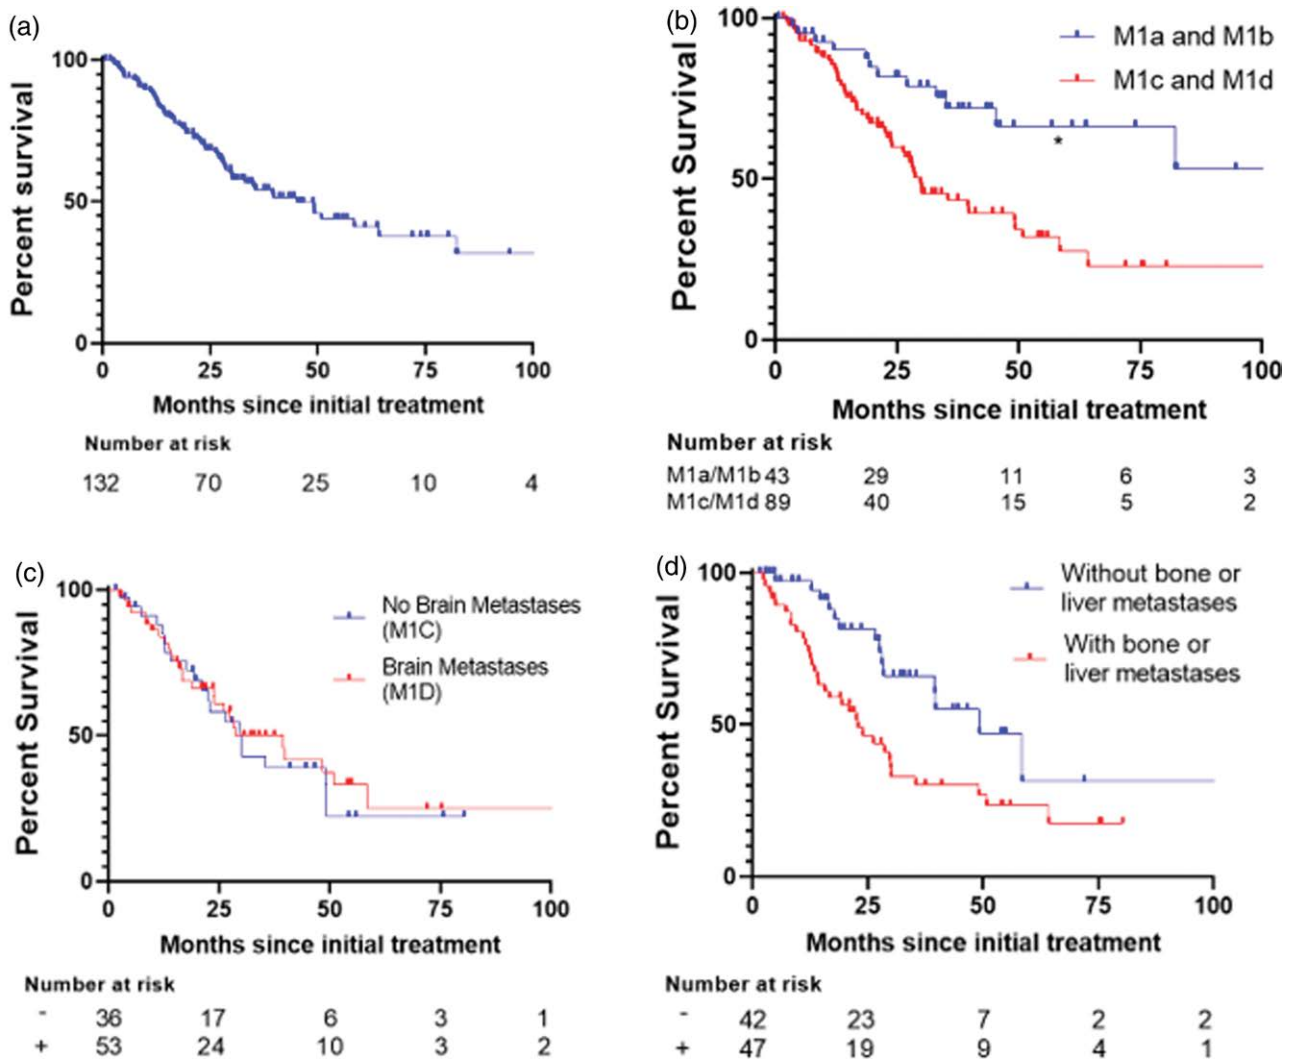 (a)
Percent survival
100
50
0
0 25 50 75 100
Months since initial treatment
Number at risk
132 70 25 10 4
(b)
Percent Survival
100
50
0
M1a and M1b
M1c and M1d
*
0 25 50 75 100
Months since initial treatment
Number at risk
M1a/M1b 43 29 11 6 3
M1c/M1d 89 40 15 5 2
(c)
Percent Survival
100
50
0
No Brain Metastases
(M1C)
Brain Metastases
(M1D)
0 25 50 75 100
Months since initial treatment
Number at risk
- 36 17 6 3 1
+ 53 24 10 3 2
(d)
Percent Survival
100
50
0
Without bone or
liver metastases
With bone or
liver metastases
0 25 50 75 100
Months since initial treatment
Number at risk
- 42 23 7 2 2
+ 47 19 9 4 1